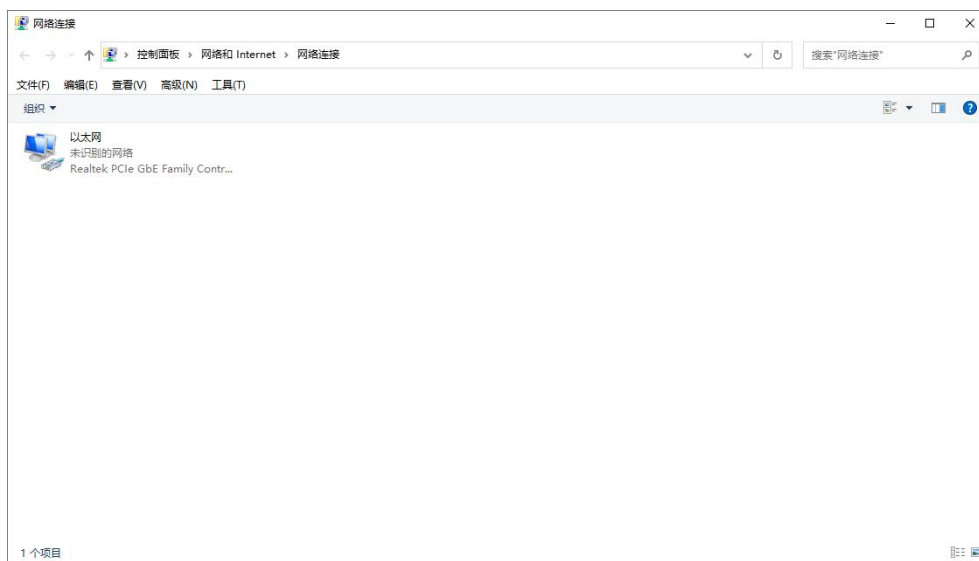 网络连接
控制面板 › 网络和 Internet › 网络连接
搜索"网络连接"
文件(F) 编辑(E) 查看(V) 高级(N) 工具(T)
组织
以太网
未识别的网络
Realtek PCIe GbE Family Contr...
1 个项目